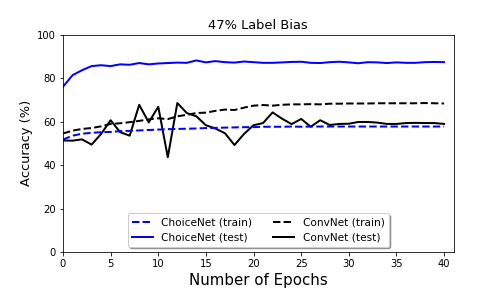 47% Label Bias
Accuracy (%)
100
80
60
40
20
0
ChoiceNet (train)
ChoiceNet (test)
ConvNet (train)
ConvNet (test)
0 5 10 15 20 25 30 35 40
Number of Epochs